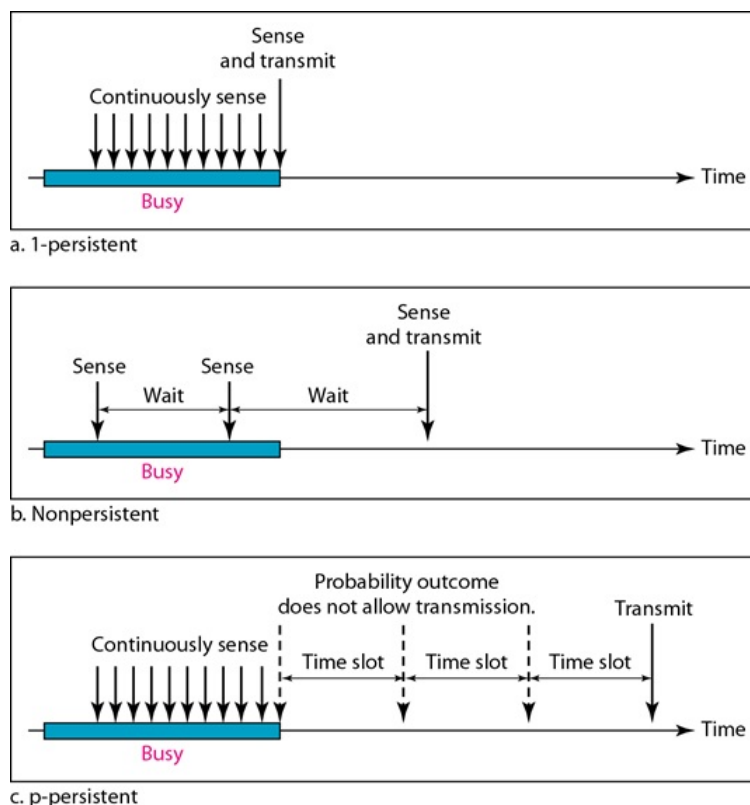 Sense
and transmit
Continuously sense
Time
Busy
a. 1-persistent
Sense
and transmit
Sense
Sense
Wait
Wait
Time
Busy
b. Nonpersistent
Probability outcome
does not allow transmission.
Transmit
Continuously sense
Time slot
Time slot
Time slot
Time
Busy
c. p-persistent